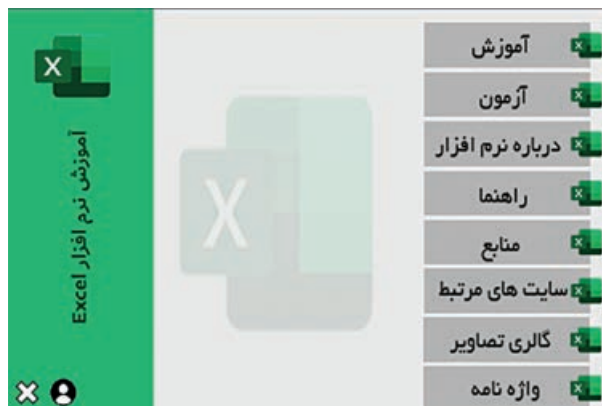 آموزش
آزمون
درباره نرم افزار
راهنما
منابع
سایت های مرتبط
گالری تصاویر
واژه نامه
آموزش نرم افزار Excel